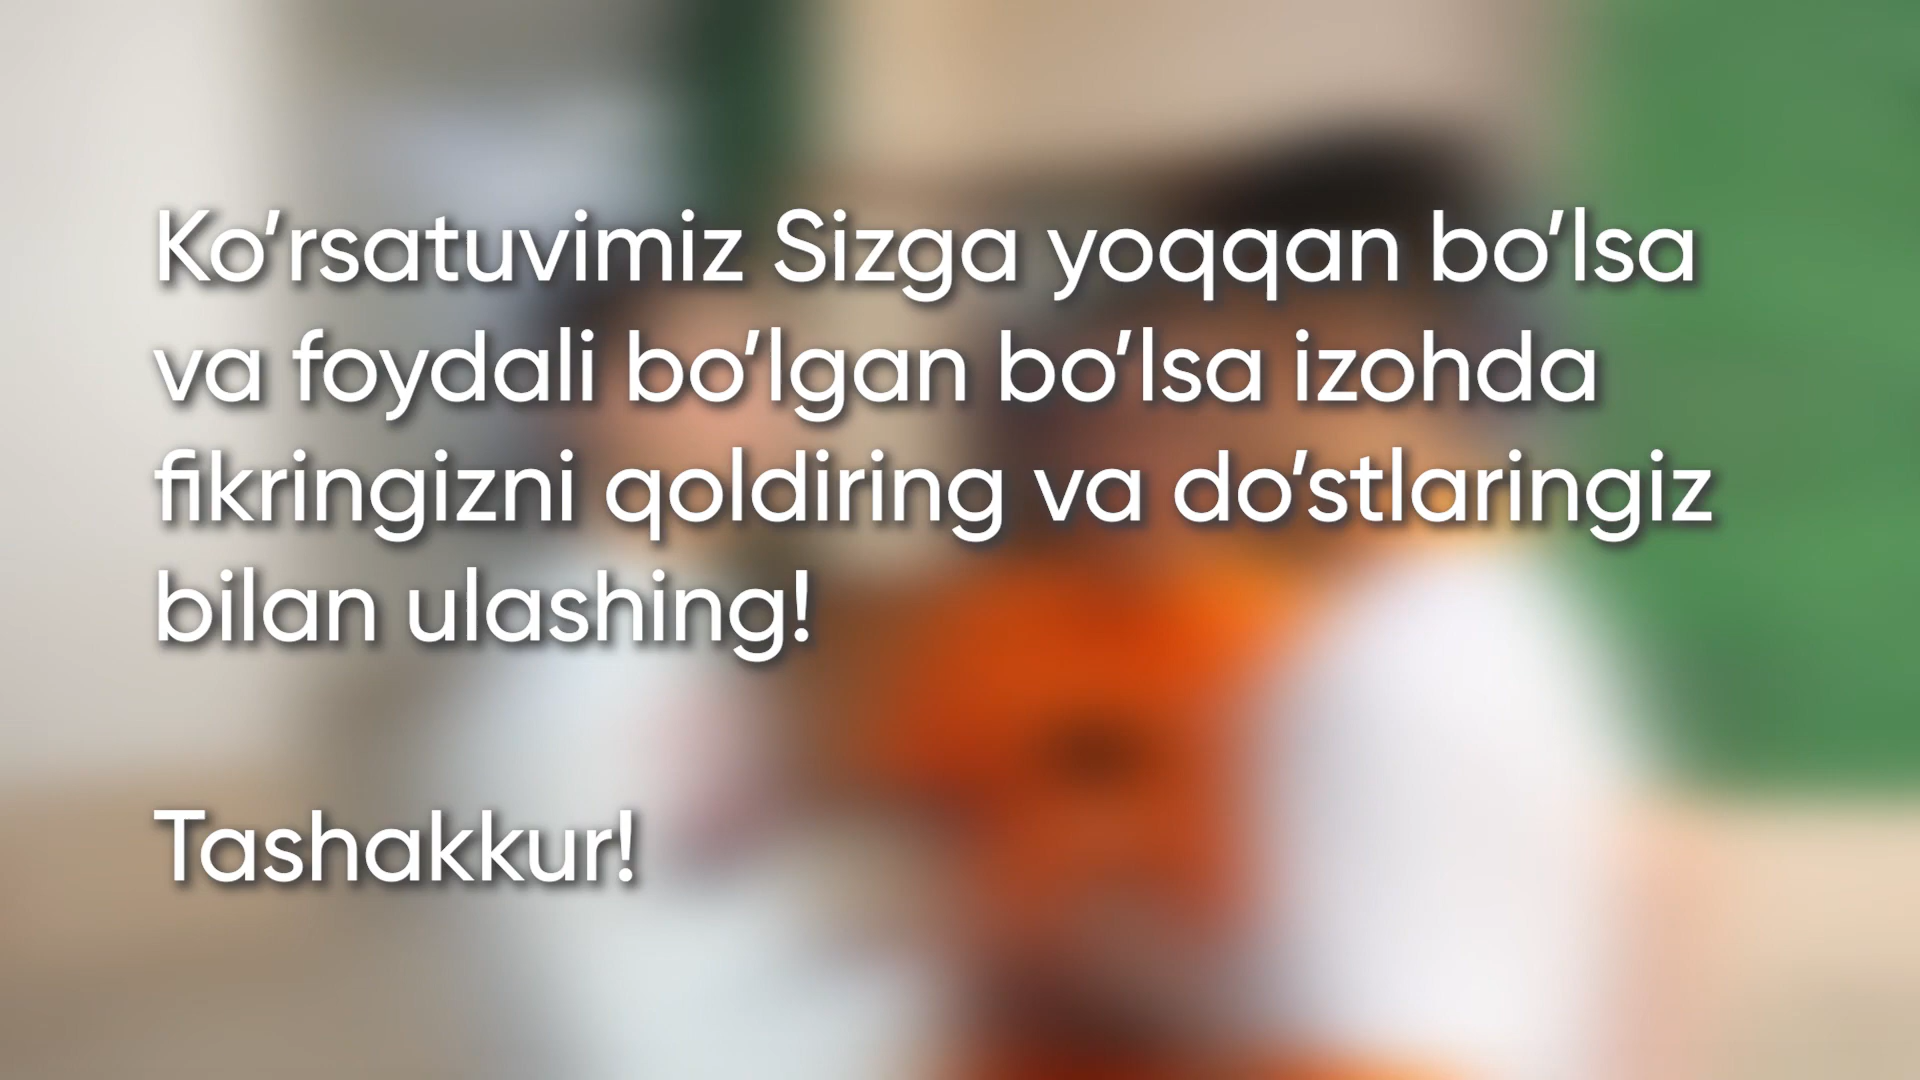 Ko’rsatuvimiz Sizga yoqqan bo’lsa
va foydali bo’lgan bo’lsa izohda
fikringizni qoldiring va do’stlaringiz
bilan ulashing!
Tashakkur!